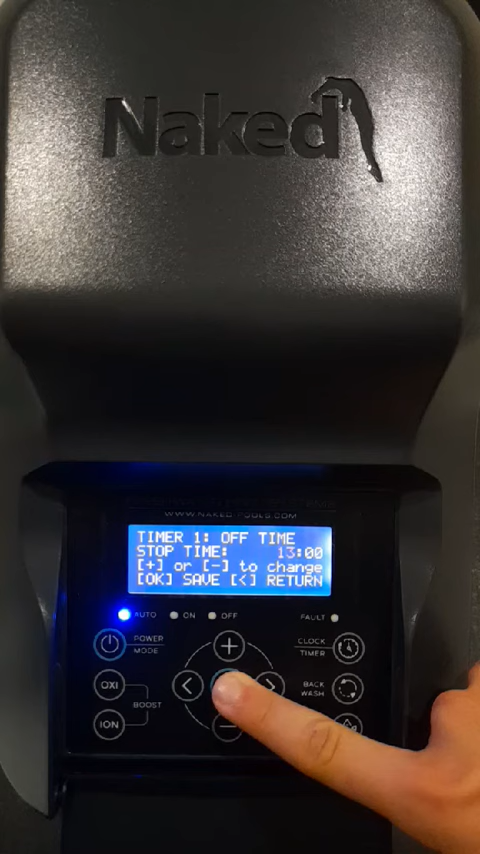 Naked
WWW.NAKED-POOLS.COM
TIMER 1: OFF TIME
STOP TIME: 13:00
[+] or [-] to change
[OK] SAVE [<] RETURN
AUTO ON OFF FAULT
POWER MODE
CLOCK TIMER
OXI
ION
BOOST
BACK WASH